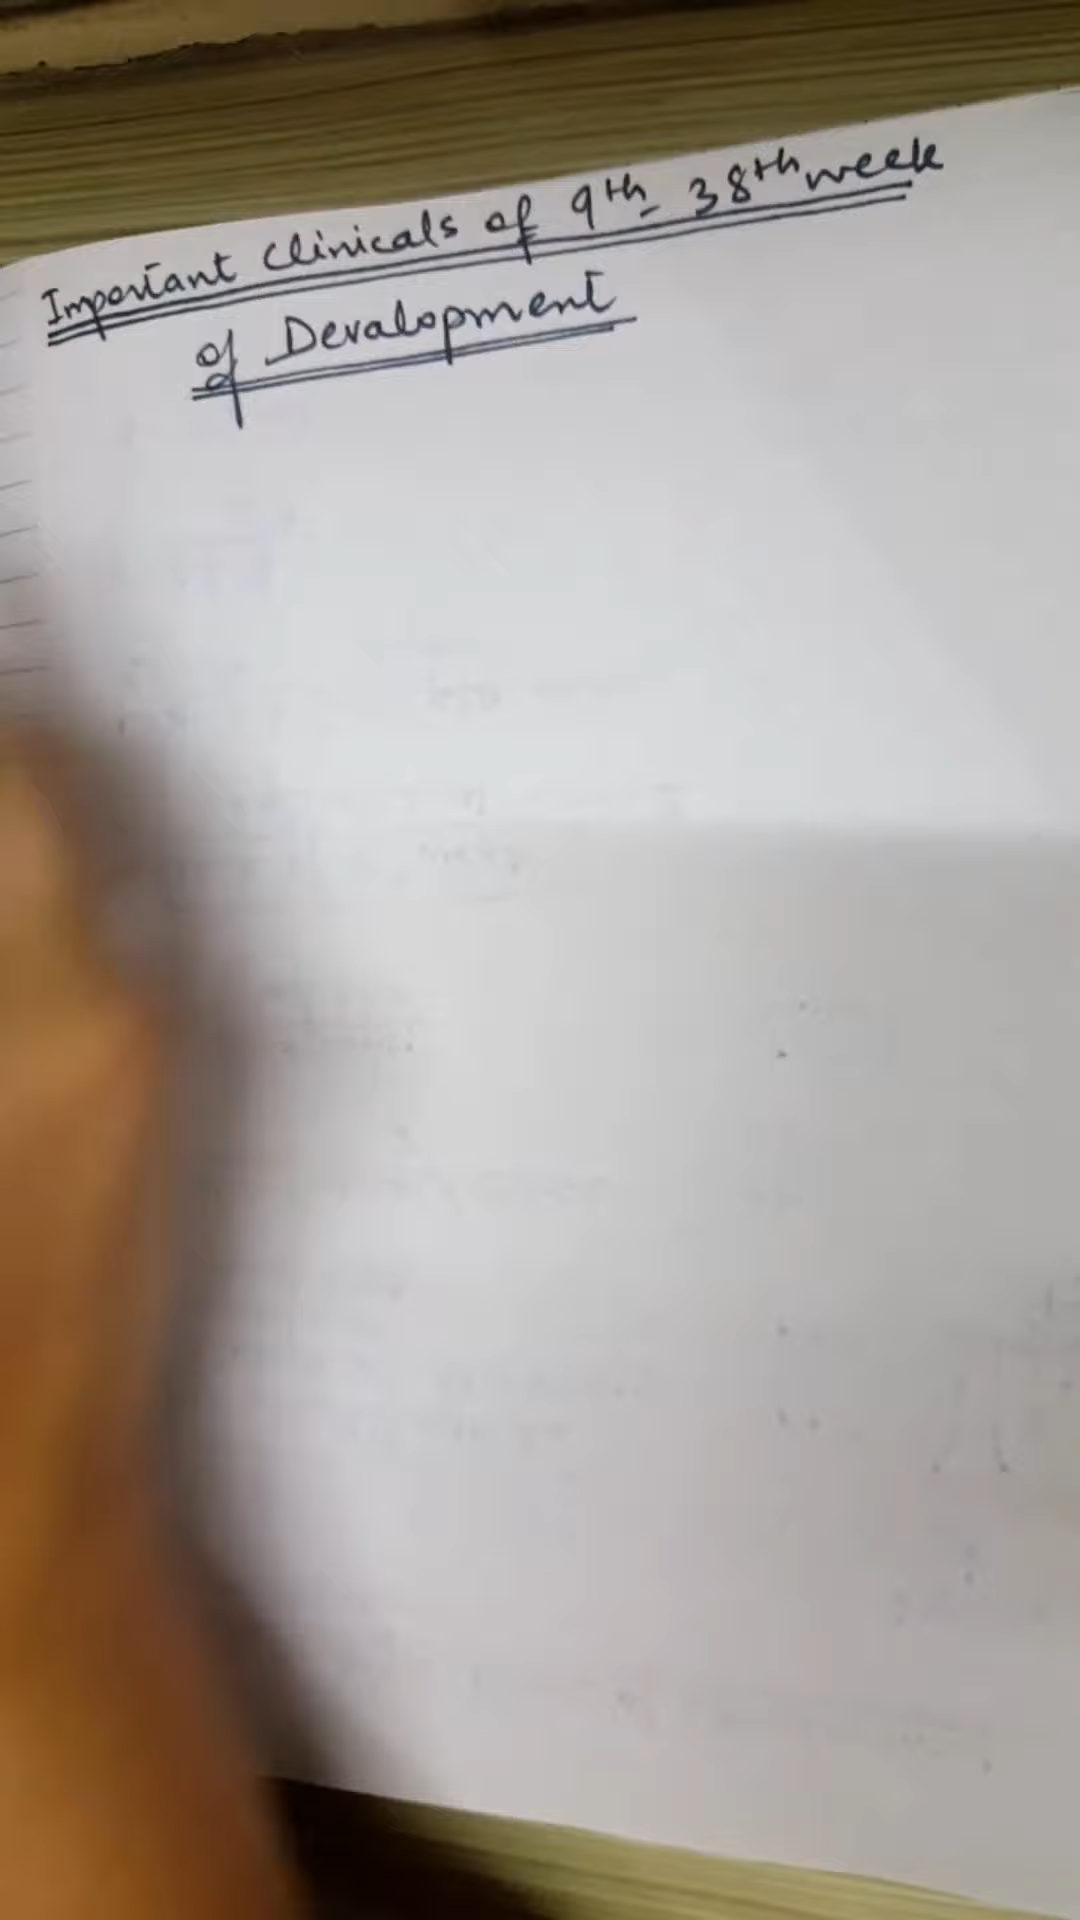 Important Clinicals of 9th- 38th week
of Devalopment